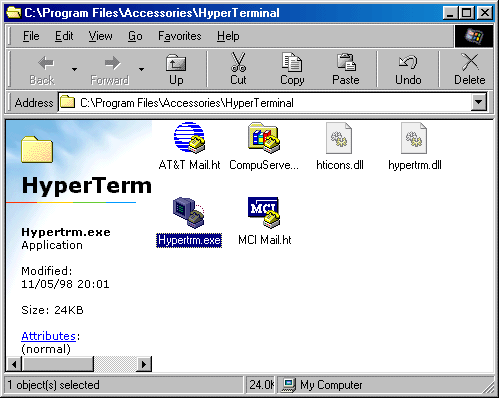 C:\Program Files\Accessories\HyperTerminal
File Edit View Go Favorites Help
Back Forward Up Cut Copy Paste Undo Delete
Address C:\Program Files\Accessories\HyperTerminal
HyperTerm
Hypertrm.exe
Application
Modified:
11/05/98 20:01
Size: 24KB
Attributes:
(normal)
AT&T Mail.ht CompuServe... hticons.dll hypertrm.dll
MCI
Hypertrm.exe MCI Mail.ht
1 object(s) selected 24.0K My Computer